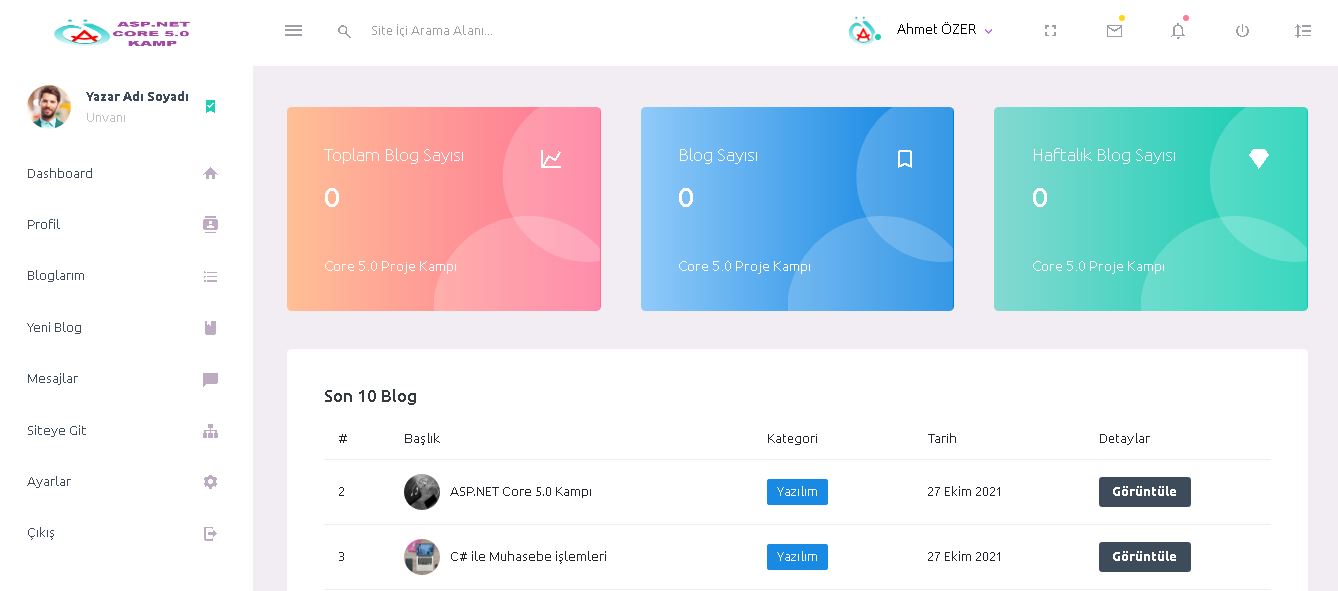 ASP.NET
CORE 5.0
KAMP
Site İçi Arama Alanı...
Ahmet ÖZER
Yazar Adı Soyadı
Unvanı
Dashboard
Profil
Bloglarım
Yeni Blog
Mesajlar
Siteye Git
Ayarlar
Çıkış
Toplam Blog Sayısı
0
Core 5.0 Proje Kampı
Blog Sayısı
0
Core 5.0 Proje Kampı
Haftalık Blog Sayısı
0
Core 5.0 Proje Kampı
Son 10 Blog
# Başlık Kategori Tarih Detaylar
2 ASP.NET Core 5.0 Kampı Yazılım 27 Ekim 2021 Görüntüle
3 C# ile Muhasebe işlemleri Yazılım 27 Ekim 2021 Görüntüle